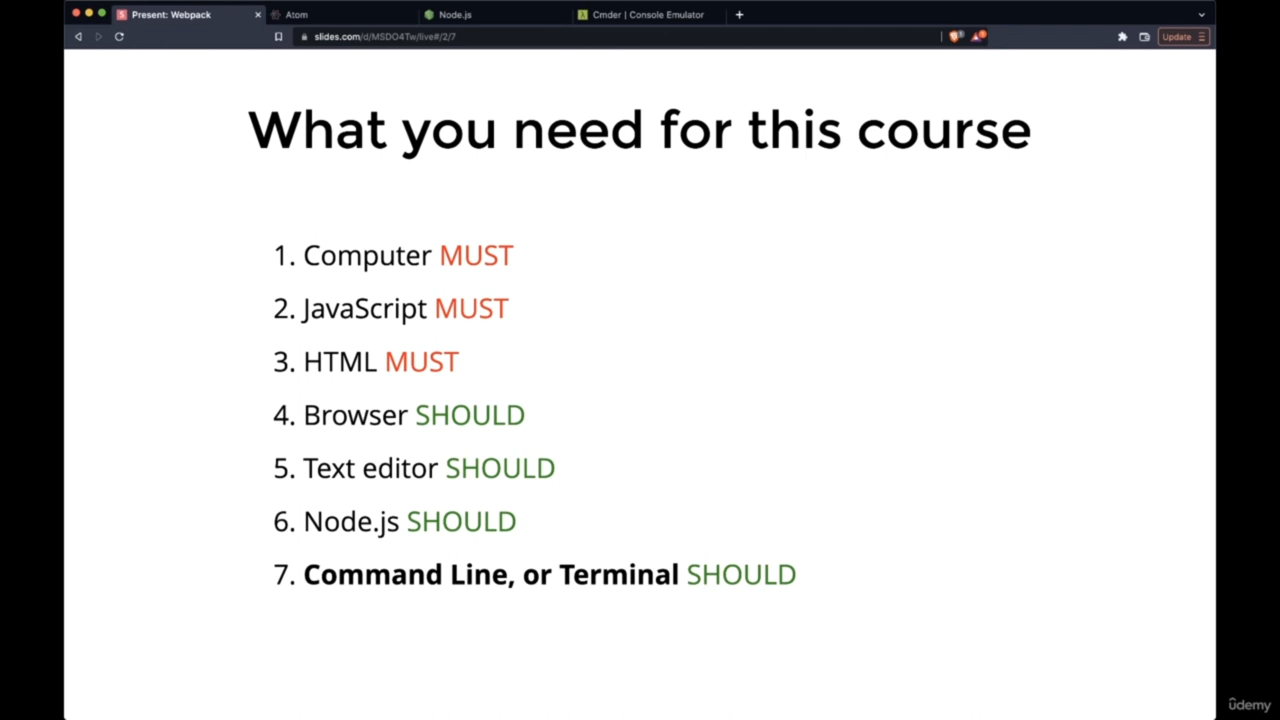 Present: Webpack
Atom
Node.js
Cmder | Console Emulator
slides.com/d/MSDO4Tw/live#/2/7
Update
What you need for this course
1. Computer MUST
2. JavaScript MUST
3. HTML MUST
4. Browser SHOULD
5. Text editor SHOULD
6. Node.js SHOULD
7. Command Line, or Terminal SHOULD
ûdemy